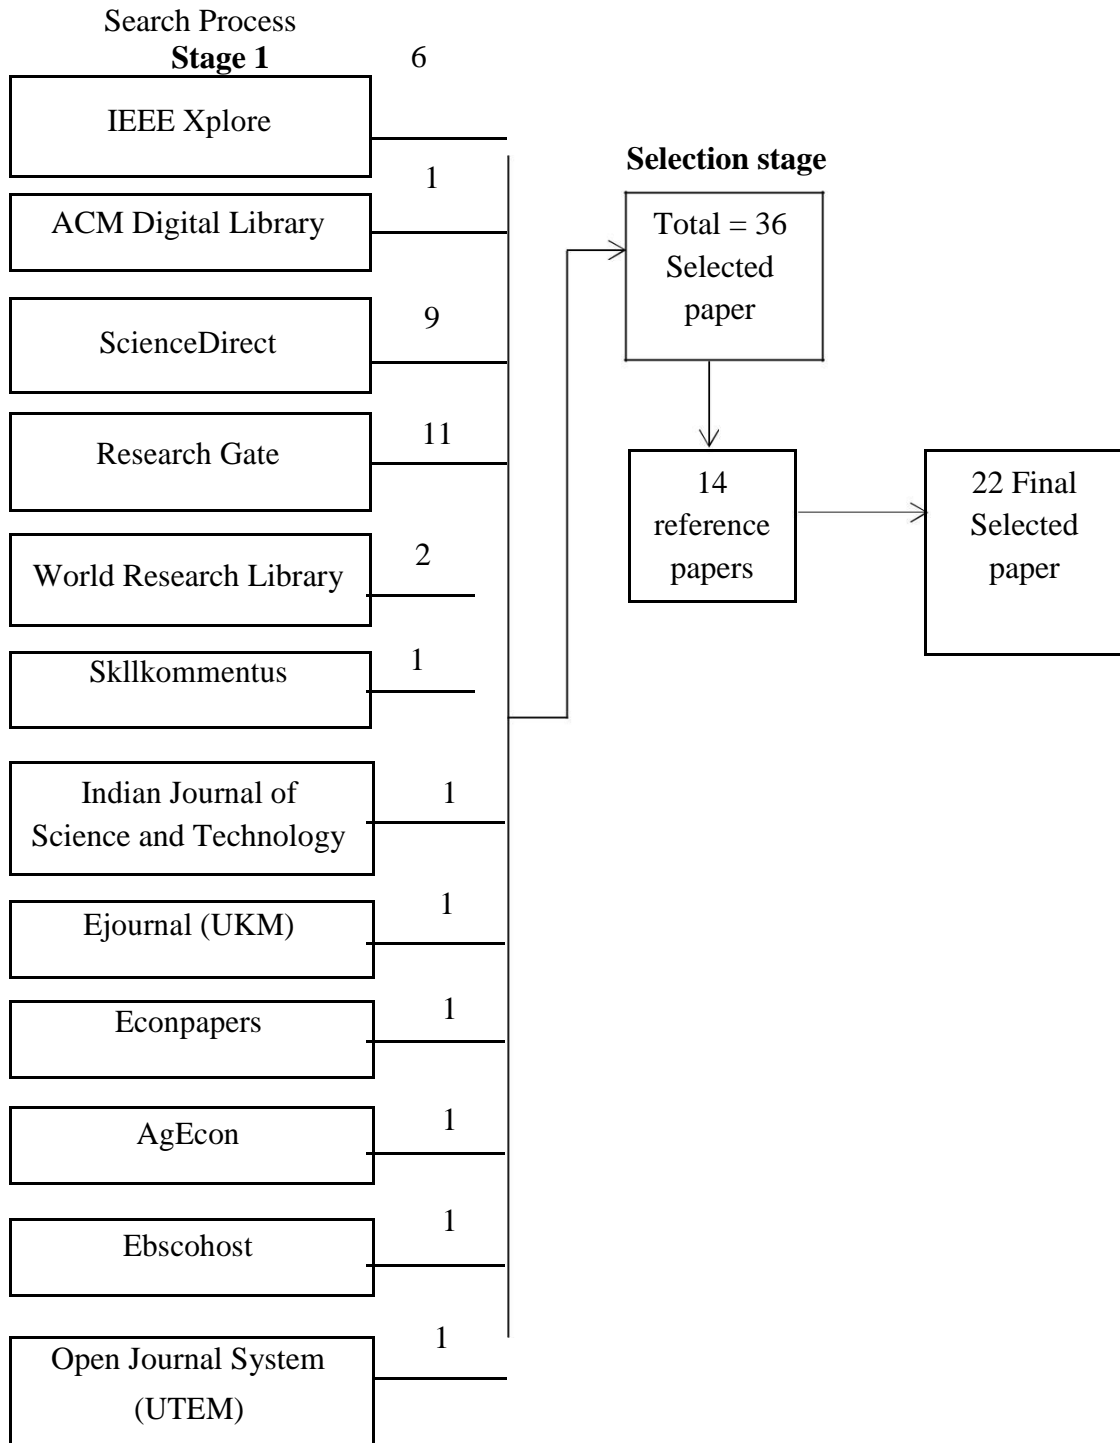 Search Process
Stage 1
6
IEEE Xplore
1
ACM Digital Library
9
ScienceDirect
11
Research Gate
2
World Research Library
1
Skllkommentus
1
Indian Journal of
Science and Technology
1
Ejournal (UKM)
1
Econpapers
1
AgEcon
1
Ebscohost
1
Open Journal System
(UTEM)
Selection stage
Total = 36
Selected
paper
14
reference
papers
22 Final
Selected
paper